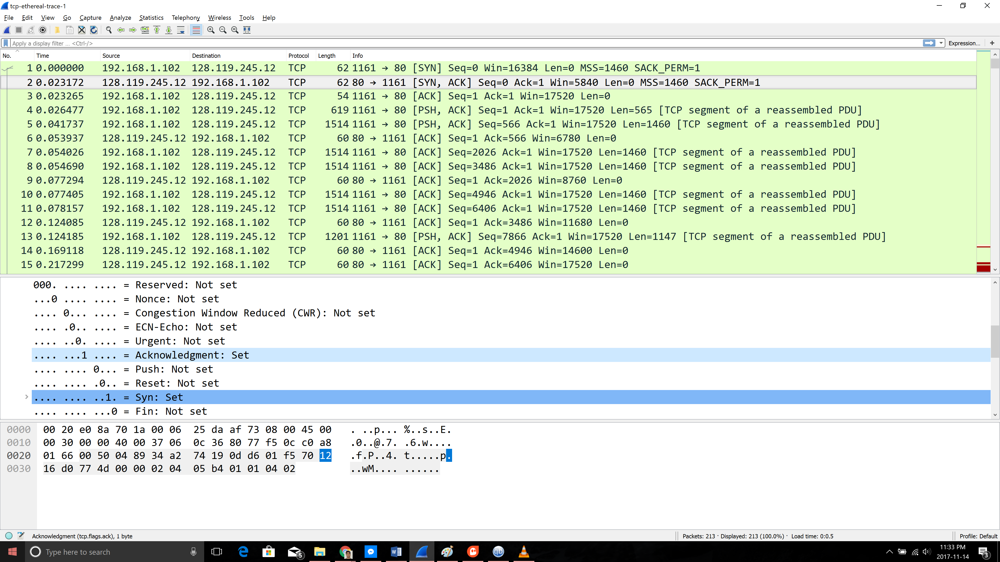 tcp-ethereal-trace-1
File Edit View Go Capture Analyze Statistics Telephony Wireless Tools Help
Apply a display filter ... <Ctrl-/> Expression... +
No. Time Source Destination Protocol Length Info
1 0.000000 192.168.1.102 128.119.245.12 TCP 62 1161 → 80 [SYN] Seq=0 Win=16384 Len=0 MSS=1460 SACK_PERM=1
2 0.023172 128.119.245.12 192.168.1.102 TCP 62 80 → 1161 [SYN, ACK] Seq=0 Ack=1 Win=5840 Len=0 MSS=1460 SACK_PERM=1
3 0.023265 192.168.1.102 128.119.245.12 TCP 54 1161 → 80 [ACK] Seq=1 Ack=1 Win=17520 Len=0
4 0.026477 192.168.1.102 128.119.245.12 TCP 619 1161 → 80 [PSH, ACK] Seq=1 Ack=1 Win=17520 Len=565 [TCP segment of a reassembled PDU]
5 0.041737 192.168.1.102 128.119.245.12 TCP 1514 1161 → 80 [PSH, ACK] Seq=566 Ack=1 Win=17520 Len=1460 [TCP segment of a reassembled PDU]
6 0.053937 128.119.245.12 192.168.1.102 TCP 60 80 → 1161 [ACK] Seq=1 Ack=566 Win=6780 Len=0
7 0.054026 192.168.1.102 128.119.245.12 TCP 1514 1161 → 80 [ACK] Seq=2026 Ack=1 Win=17520 Len=1460 [TCP segment of a reassembled PDU]
8 0.054690 192.168.1.102 128.119.245.12 TCP 1514 1161 → 80 [ACK] Seq=3486 Ack=1 Win=17520 Len=1460 [TCP segment of a reassembled PDU]
9 0.077294 128.119.245.12 192.168.1.102 TCP 60 80 → 1161 [ACK] Seq=1 Ack=2026 Win=8760 Len=0
10 0.077405 192.168.1.102 128.119.245.12 TCP 1514 1161 → 80 [ACK] Seq=4946 Ack=1 Win=17520 Len=1460 [TCP segment of a reassembled PDU]
11 0.078157 192.168.1.102 128.119.245.12 TCP 1514 1161 → 80 [ACK] Seq=6406 Ack=1 Win=17520 Len=1460 [TCP segment of a reassembled PDU]
12 0.124085 128.119.245.12 192.168.1.102 TCP 60 80 → 1161 [ACK] Seq=1 Ack=3486 Win=11680 Len=0
13 0.124185 192.168.1.102 128.119.245.12 TCP 1201 1161 → 80 [PSH, ACK] Seq=7866 Ack=1 Win=17520 Len=1147 [TCP segment of a reassembled PDU]
14 0.169118 128.119.245.12 192.168.1.102 TCP 60 80 → 1161 [ACK] Seq=1 Ack=4946 Win=14600 Len=0
15 0.217299 128.119.245.12 192.168.1.102 TCP 60 80 → 1161 [ACK] Seq=1 Ack=6406 Win=17520 Len=0
000. .... .... = Reserved: Not set
...0 .... .... = Nonce: Not set
.... 0... .... = Congestion Window Reduced (CWR): Not set
.... .0.. .... = ECN-Echo: Not set
.... ..0. .... = Urgent: Not set
.... ...1 .... = Acknowledgment: Set
.... .... 0... = Push: Not set
.... .... .0.. = Reset: Not set
.... .... ..1. = Syn: Set
.... .... ...0 = Fin: Not set
0000 00 20 e0 8a 70 1a 00 06 25 da af 73 08 00 45 00 . ..p... %..s..E.
0010 00 30 00 00 40 00 37 06 0c 36 80 77 f5 0c c0 a8 .0..@.7. .6.w....
0020 01 66 00 50 04 89 34 a2 74 19 0d d6 01 f5 70 12 .f.P..4. t.....p.
0030 16 d0 77 4d 00 00 02 04 05 b4 01 01 04 02 ..wM.... ......
Acknowledgment (tcp.flags.ack), 1 byte Packets: 213 · Displayed: 213 (100.0%) · Load time: 0:0.5 Profile: Default
Type here to search 5 qb 11:33 PM
2017-11-14 3